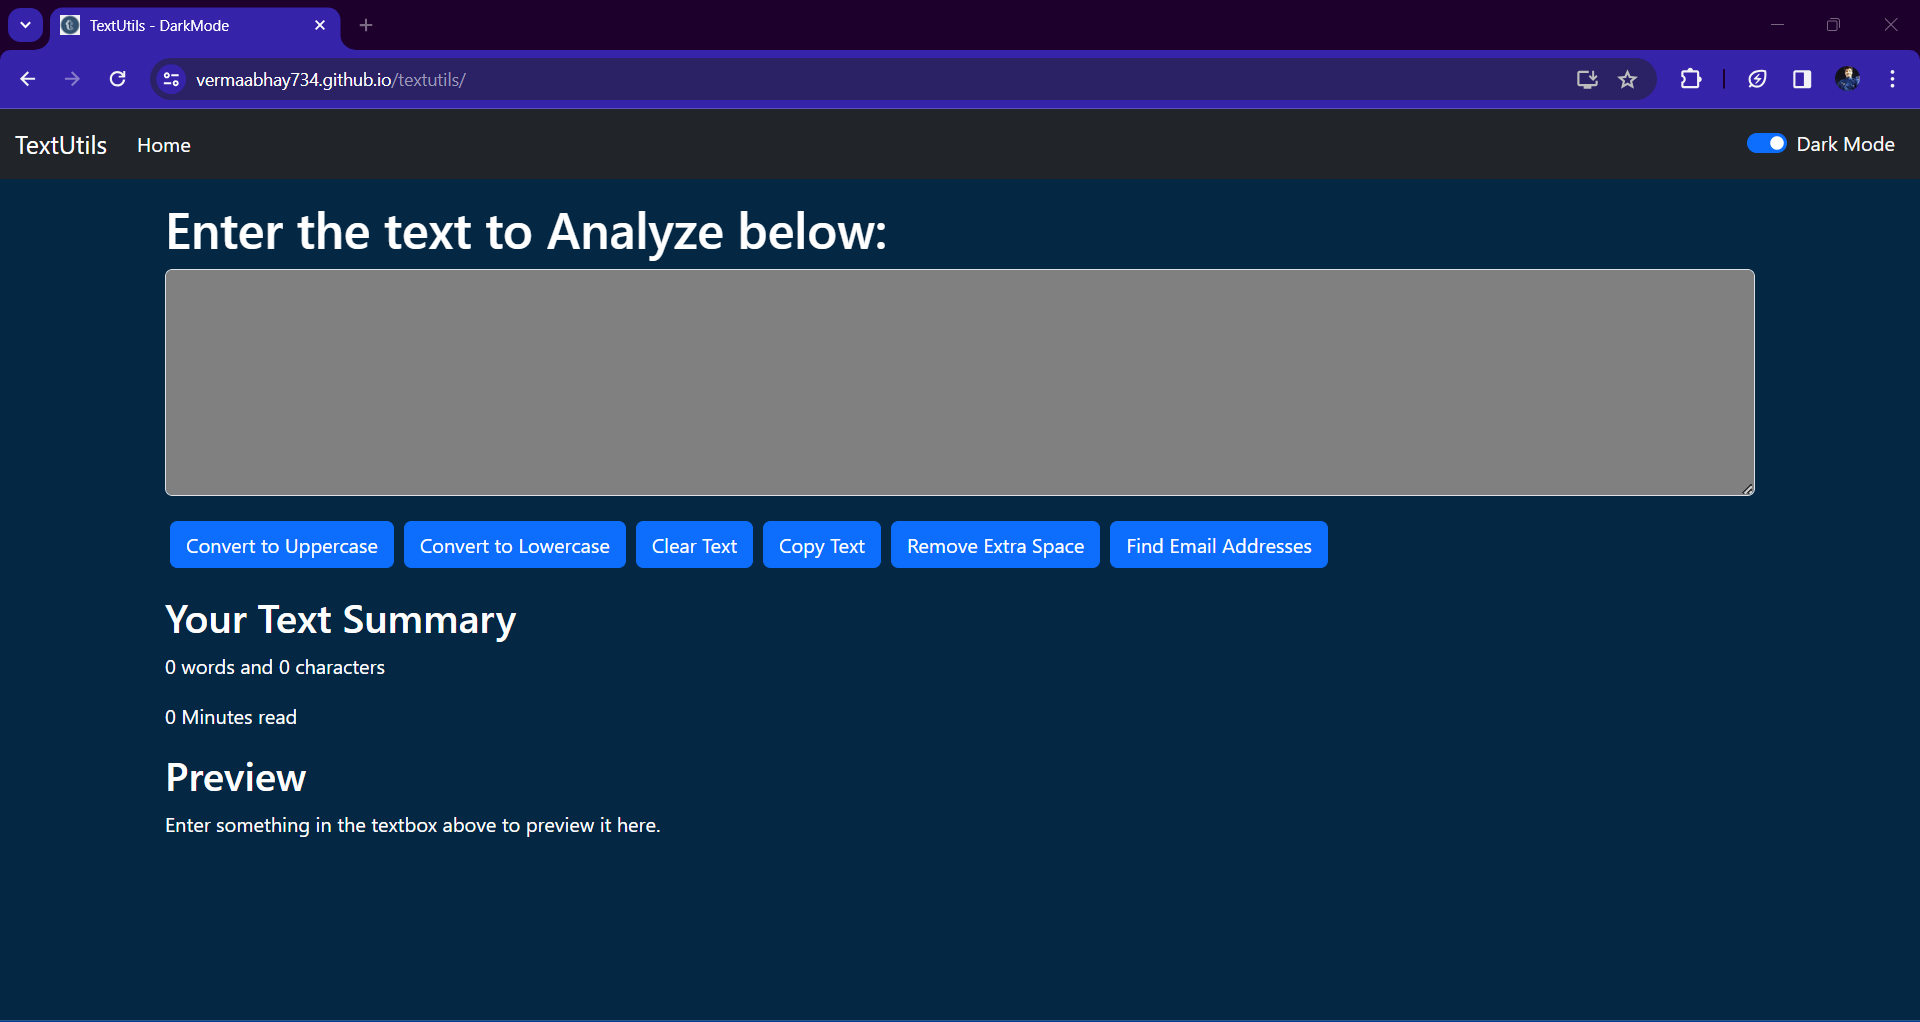 TextUtils - DarkMode
vermaabhay734.github.io/textutils/
TextUtils Home Dark Mode
Enter the text to Analyze below:
Convert to Uppercase Convert to Lowercase Clear Text Copy Text Remove Extra Space Find Email Addresses
Your Text Summary
0 words and 0 characters
0 Minutes read
Preview
Enter something in the textbox above to preview it here.